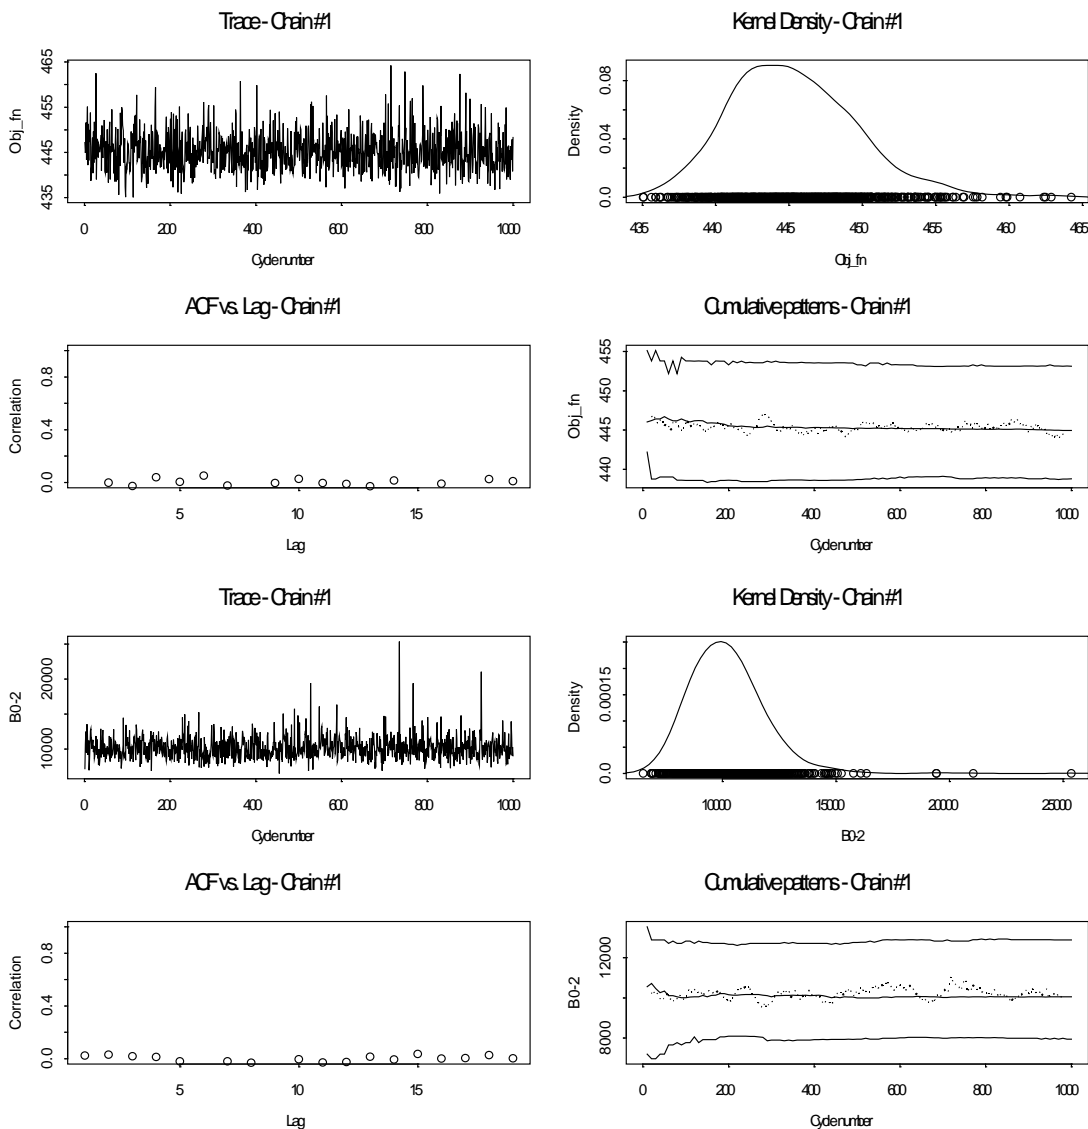 Trace - Chain #1
465
455
445
435
Obj_fn
0 200 400 600 800 1000
Cycle number
Kernel Density - Chain #1
0.08
0.04
0.0
Density
435 440 445 450 455 460 465
Obj_fn
ACF vs. Lag - Chain #1
0.8
0.4
0.0
Correlation
5 10 15
Lag
Cumulative patterns - Chain #1
455
450
445
440
Obj_fn
0 200 400 600 800 1000
Cycle number
Trace - Chain #1
20000
10000
B0-2
0 200 400 600 800 1000
Cycle number
Kernel Density - Chain #1
0.00015
0.0
Density
10000 15000 20000 25000
B0-2
ACF vs. Lag - Chain #1
0.8
0.4
0.0
Correlation
5 10 15
Lag
Cumulative patterns - Chain #1
12000
8000
B0-2
0 200 400 600 800 1000
Cycle number